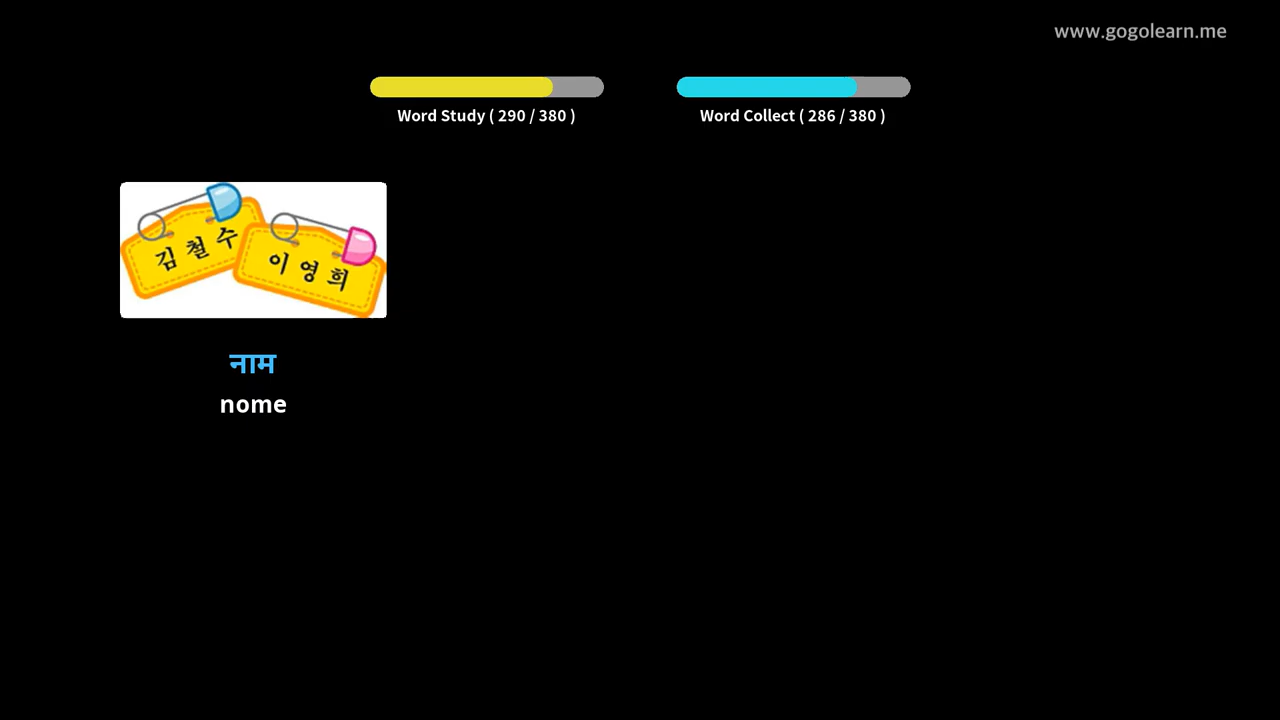 www.gogolearn.me
Word Study ( 290 / 380 )
Word Collect ( 286 / 380 )
김철수
이영희
नाम
nome